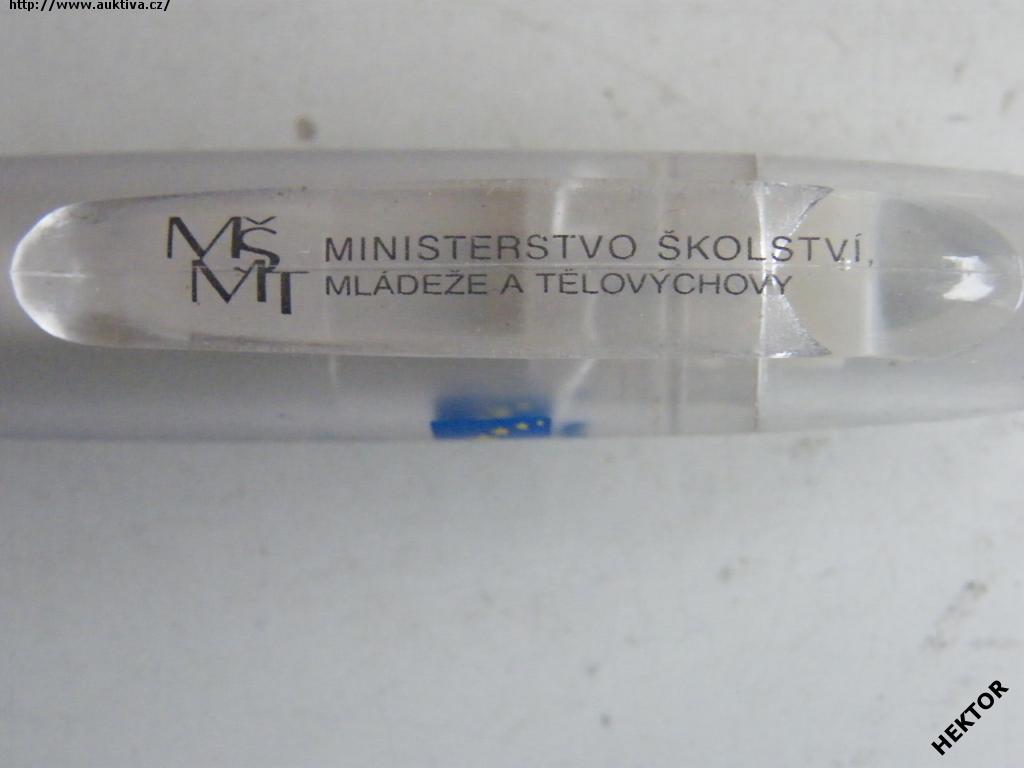 http://www.auktiva.cz/
MŠ
MT
MINISTERSTVO ŠKOLSTVÍ,
MLÁDEŽE A TĚLOVÝCHOVY
HEKTOR